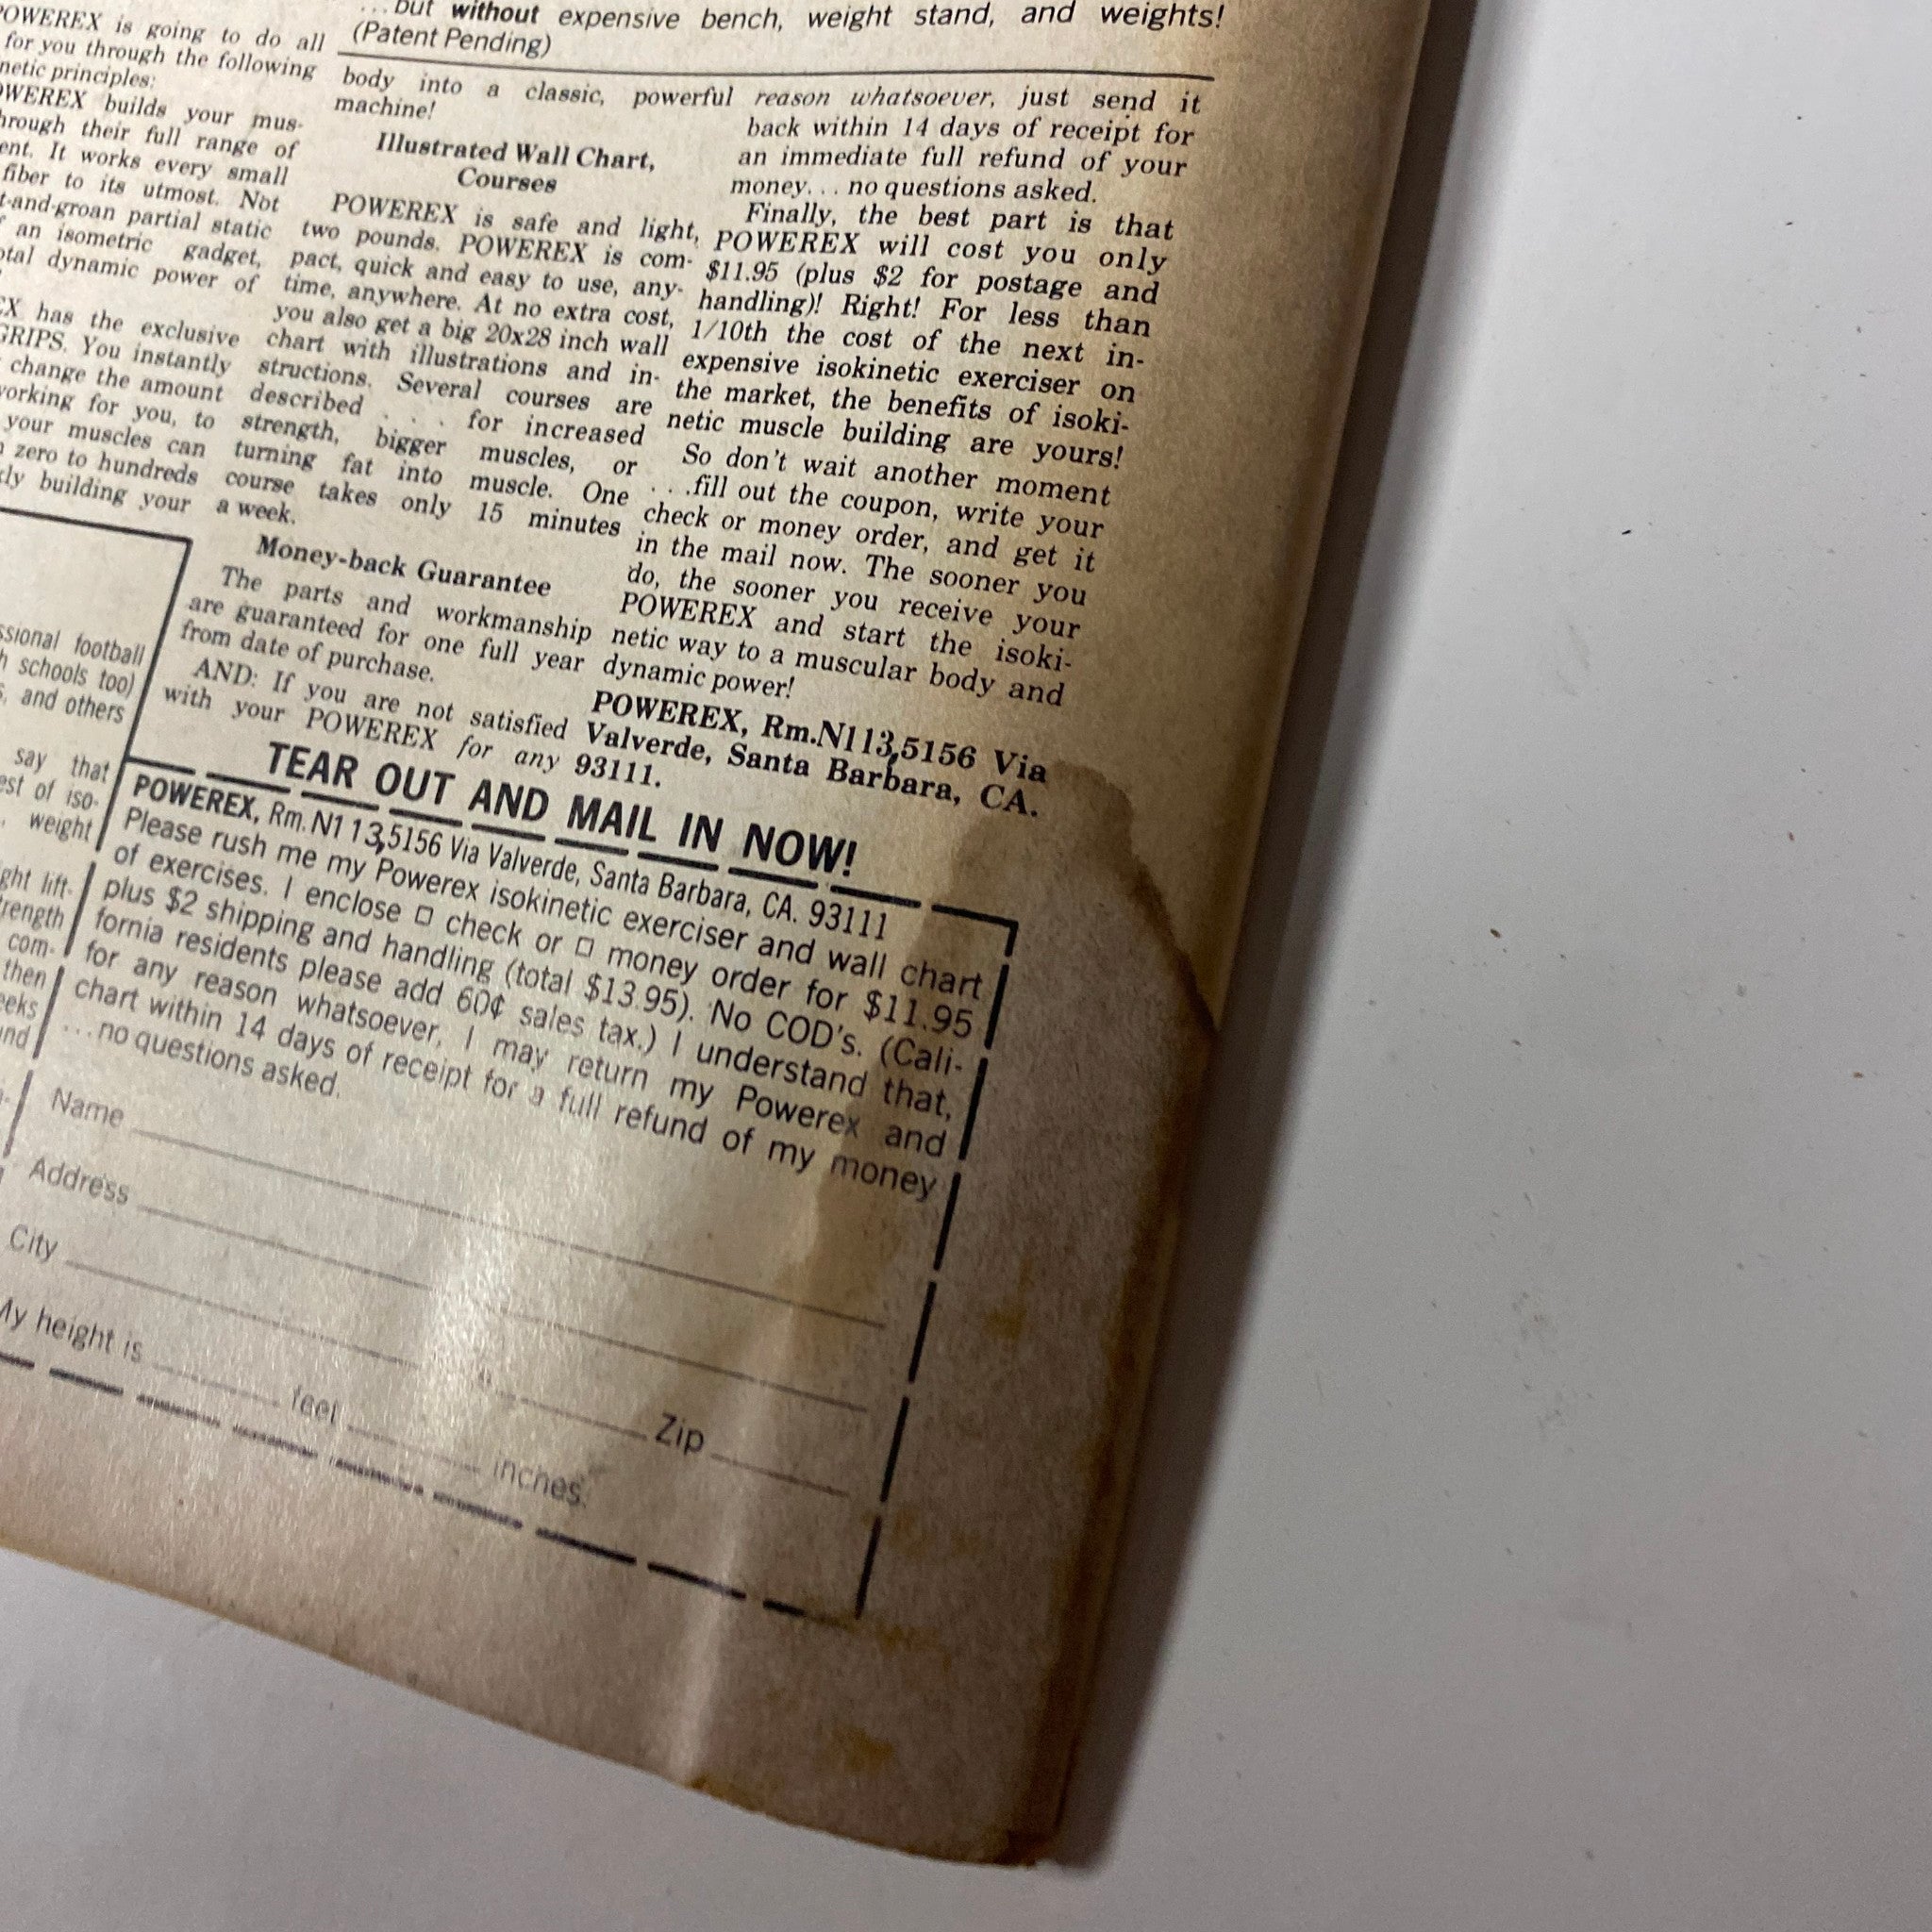 ...but without expensive bench, weight stand, and weights!
(Patent Pending)
POWEREX is going to do all
for you through the following
netic principles:
POWEREX builds your mus-
through their full range of
ent. It works every small
fiber to its utmost. Not
t-and-groan partial static
an isometric gadget,
otal dynamic power of
EX has the exclusive
GRIPS. You instantly
change the amount
working for you, to
your muscles can
zero to hundreds
kly building your
ssional football
h schools too)
s, and others
say that
est of iso-
weight
ght lift-
trength
com-
then
eeks
und
body into a classic, powerful
machine!
Illustrated Wall Chart,
Courses
POWEREX is safe and light,
two pounds. POWEREX is com-
pact, quick and easy to use, any-
time, anywhere. At no extra cost,
you also get a big 20x28 inch wall
chart with illustrations and in-
structions. Several courses are
described . . . for increased
strength, bigger muscles, or
turning fat into muscle. One
course takes only 15 minutes
a week.
Money-back Guarantee
The parts and workmanship
are guaranteed for one full year
from date of purchase.
AND: If you are not satisfied
with your POWEREX for any
reason whatsoever, just send it
back within 14 days of receipt for
an immediate full refund of your
money. . . no questions asked.
Finally, the best part is that
POWEREX will cost you only
$11.95 (plus $2 for postage and
handling)! Right! For less than
1/10th the cost of the next in-
expensive isokinetic exerciser on
the market, the benefits of isoki-
netic muscle building are yours!
So don't wait another moment
. . .fill out the coupon, write your
check or money order, and get it
in the mail now. The sooner you
do, the sooner you receive your
POWEREX and start the isoki-
netic way to a muscular body and
dynamic power!
POWEREX, Rm.N113,5156 Via
Valverde, Santa Barbara, CA.
93111.
TEAR OUT AND MAIL IN NOW!
POWEREX, Rm. N113,5156 Via Valverde, Santa Barbara, CA. 93111
Please rush me my Powerex isokinetic exerciser and wall chart
of exercises. I enclose □ check or □ money order for $11.95
plus $2 shipping and handling (total $13.95). No COD's. (Cali-
fornia residents please add 60¢ sales tax.) I understand that,
for any reason whatsoever, I may return my Powerex and
chart within 14 days of receipt for a full refund of my money
...no questions asked.
Name
Address
City
Zip
My height is feet inches.